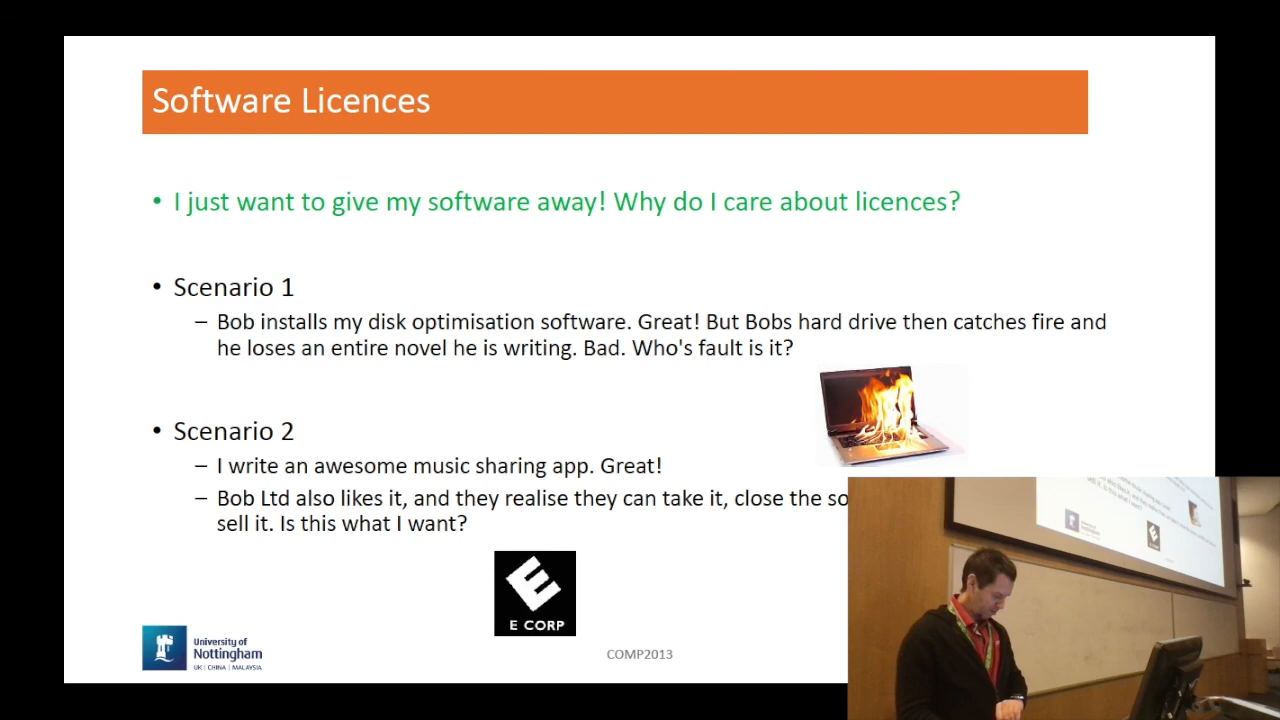 Software Licences
• I just want to give my software away! Why do I care about licences?
• Scenario 1
– Bob installs my disk optimisation software. Great! But Bobs hard drive then catches fire and
he loses an entire novel he is writing. Bad. Who's fault is it?
• Scenario 2
– I write an awesome music sharing app. Great!
– Bob Ltd also likes it, and they realise they can take it, close the so
sell it. Is this what I want?
E CORP
University of
Nottingham
UK | CHINA | MALAYSIA
COMP2013